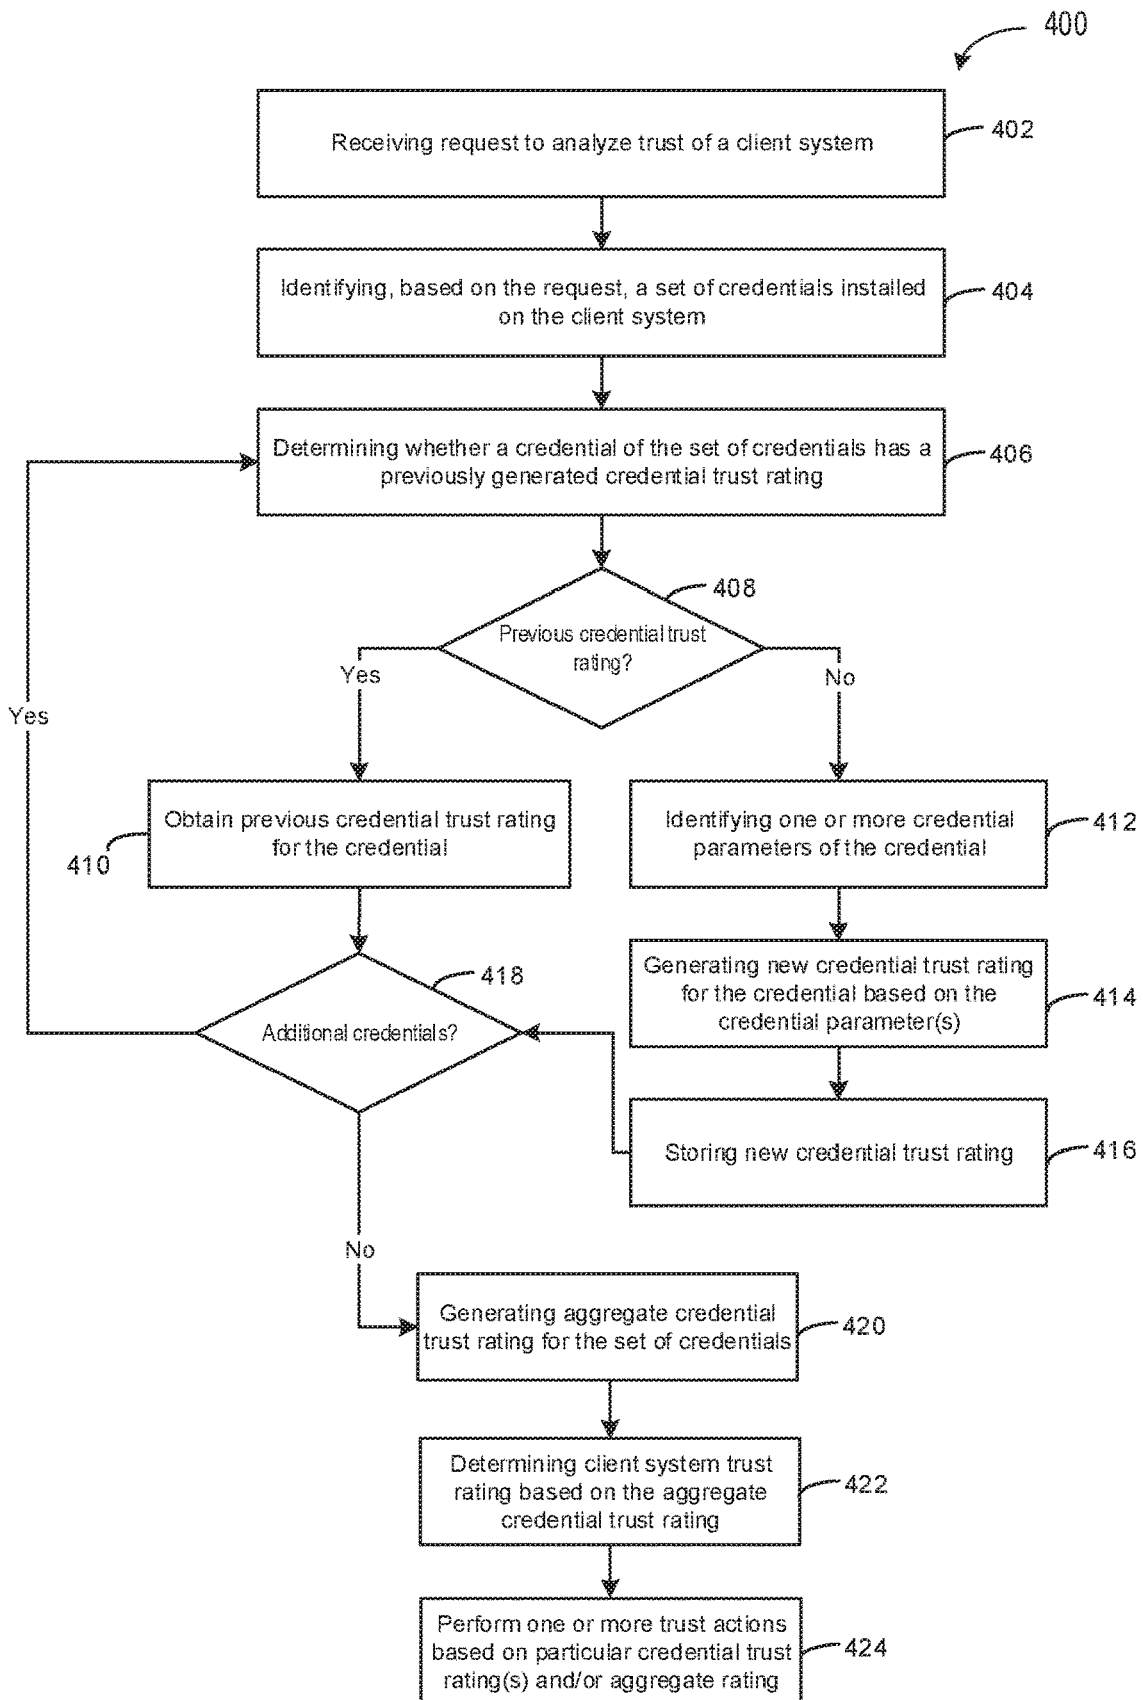 400
Receiving request to analyze trust of a client system
402
Identifying, based on the request, a set of credentials installed
on the client system
404
Determining whether a credential of the set of credentials has a
previously generated credential trust rating
406
408
Previous credential trust
rating?
Yes
No
Yes
Obtain previous credential trust rating
for the credential
410
Identifying one or more credential
parameters of the credential
412
418
Additional credentials?
Generating new credential trust rating
for the credential based on the
credential parameter(s)
414
Storing new credential trust rating
416
No
Generating aggregate credential
trust rating for the set of credentials
420
Determining client system trust
rating based on the aggregate
credential trust rating
422
Perform one or more trust actions
based on particular credential trust
rating(s) and/or aggregate rating
424